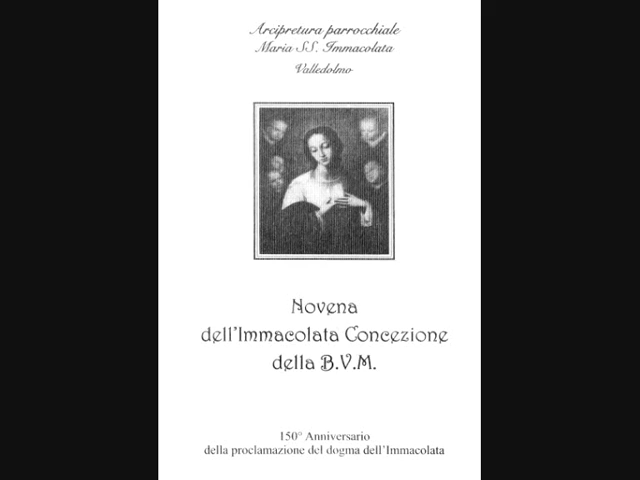 Arcipretura parrocchiale
Maria SS. Immacolata
Valledolmo
Novena
dell'Immacolata Concezione
della B.V.M.
150° Anniversario
della proclamazione del dogma dell'Immacolata